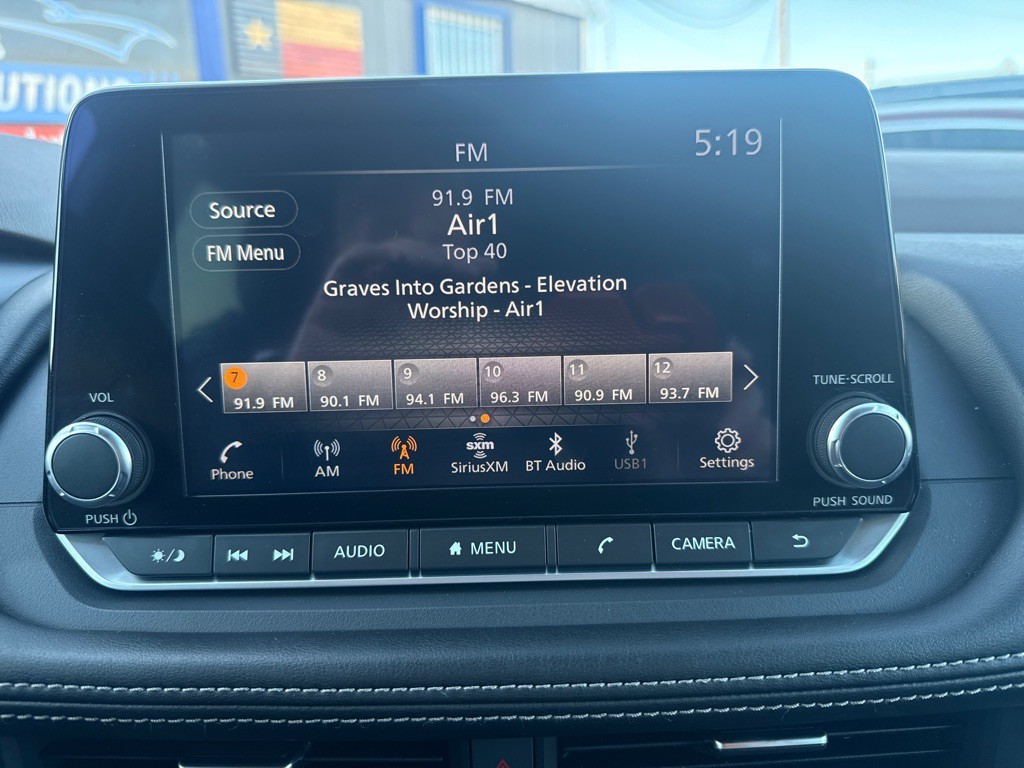 UTIONS
FM
5:19
Source
FM Menu
91.9 FM
Air1
Top 40
Graves Into Gardens - Elevation
Worship - Air1
7
91.9 FM
8
90.1 FM
9
94.1 FM
10
96.3 FM
11
90.9 FM
12
93.7 FM
VOL
TUNE·SCROLL
Phone
AM
FM
sxm
SiriusXM
BT Audio
USB1
Settings
PUSH
PUSH SOUND
AUDIO
MENU
CAMERA